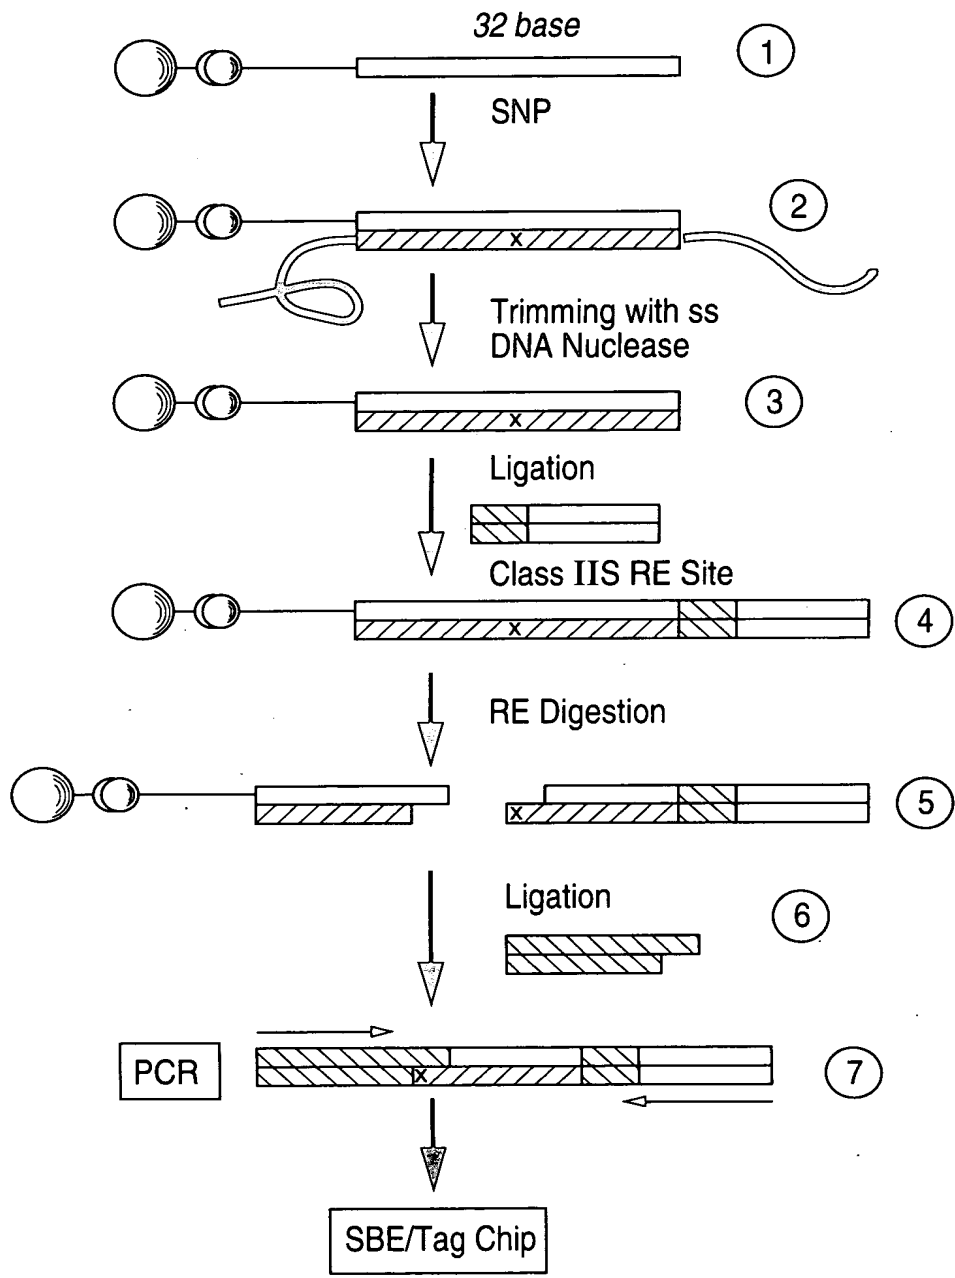 32 base
1
SNP
2
x
Trimming with ss
DNA Nuclease
3
x
Ligation
Class IIS RE Site
4
x
RE Digestion
5
x
Ligation
6
PCR
x
7
SBE/Tag Chip